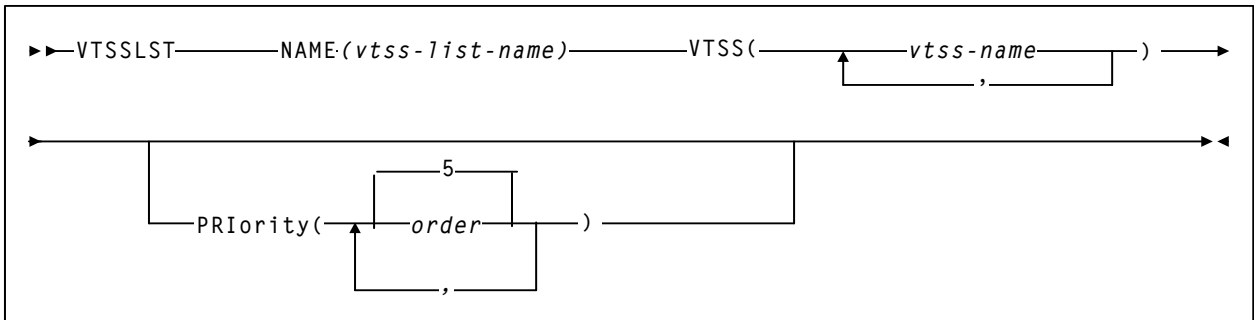 VTSSLST NAME(vtss-list-name) VTSS( vtss-name )
,
5
PRIority( order )
,